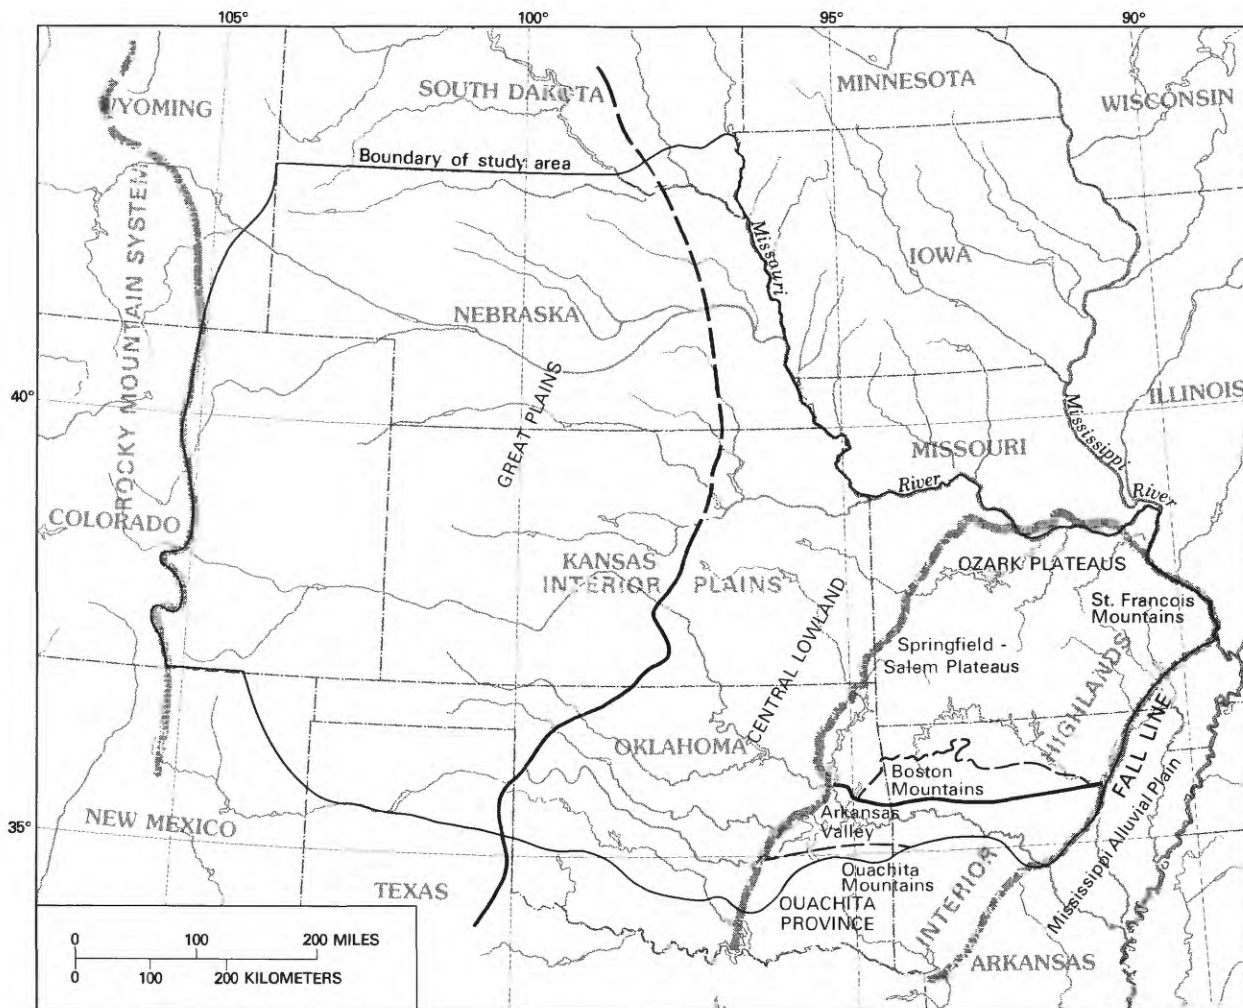 105°
100°
95°
90°
WYOMING
SOUTH DAKOTA
MINNESOTA
WISCONSIN
Boundary of study area
ROCKY MOUNTAIN SYSTEM
Missouri
IOWA
NEBRASKA
40°
GREAT PLAINS
ILLINOIS
Mississippi
MISSOURI
River
River
COLORADO
KANSAS
INTERIOR PLAINS
OZARK PLATEAUS
St. Francois
Mountains
CENTRAL LOWLAND
Springfield -
Salem Plateaus
HIGHLANDS
FALL LINE
OKLAHOMA
Boston
Mountains
Mississippi Alluvial Plain
35°
NEW MEXICO
Arkansas
Valley
TEXAS
Ouachita
Mountains
OUACHITA
PROVINCE
INTERIOR
ARKANSAS
0 100 200 MILES
0 100 200 KILOMETERS